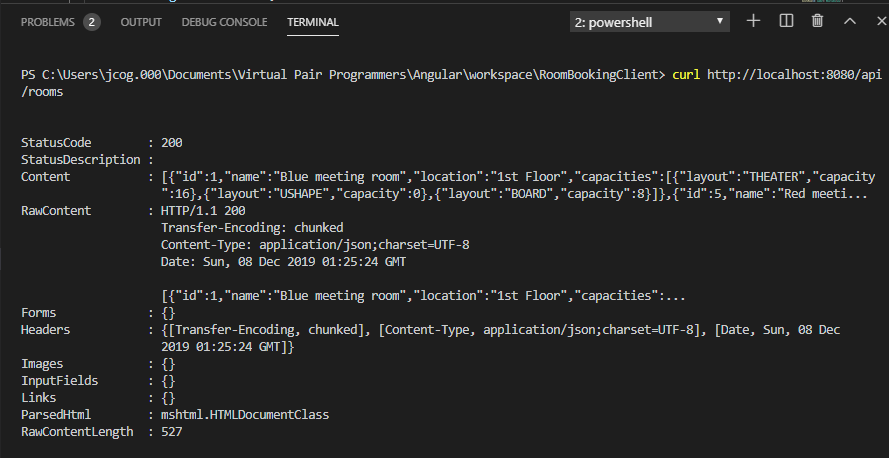 PROBLEMS 2 OUTPUT DEBUG CONSOLE TERMINAL 2: powershell
PS C:\Users\jcog.000\Documents\Virtual Pair Programmers\Angular\workspace\RoomBookingClient> curl http://localhost:8080/api
/rooms
StatusCode : 200
StatusDescription :
Content : [{"id":1,"name":"Blue meeting room","location":"1st Floor","capacities":[{"layout":"THEATER","capacity
":16},{"layout":"USHAPE","capacity":0},{"layout":"BOARD","capacity":8}]},{"id":5,"name":"Red meeti...
RawContent : HTTP/1.1 200
Transfer-Encoding: chunked
Content-Type: application/json;charset=UTF-8
Date: Sun, 08 Dec 2019 01:25:24 GMT
[{"id":1,"name":"Blue meeting room","location":"1st Floor","capacities":...
Forms : {}
Headers : {[Transfer-Encoding, chunked], [Content-Type, application/json;charset=UTF-8], [Date, Sun, 08 Dec
2019 01:25:24 GMT]}
Images : {}
InputFields : {}
Links : {}
ParsedHtml : mshtml.HTMLDocumentClass
RawContentLength : 527